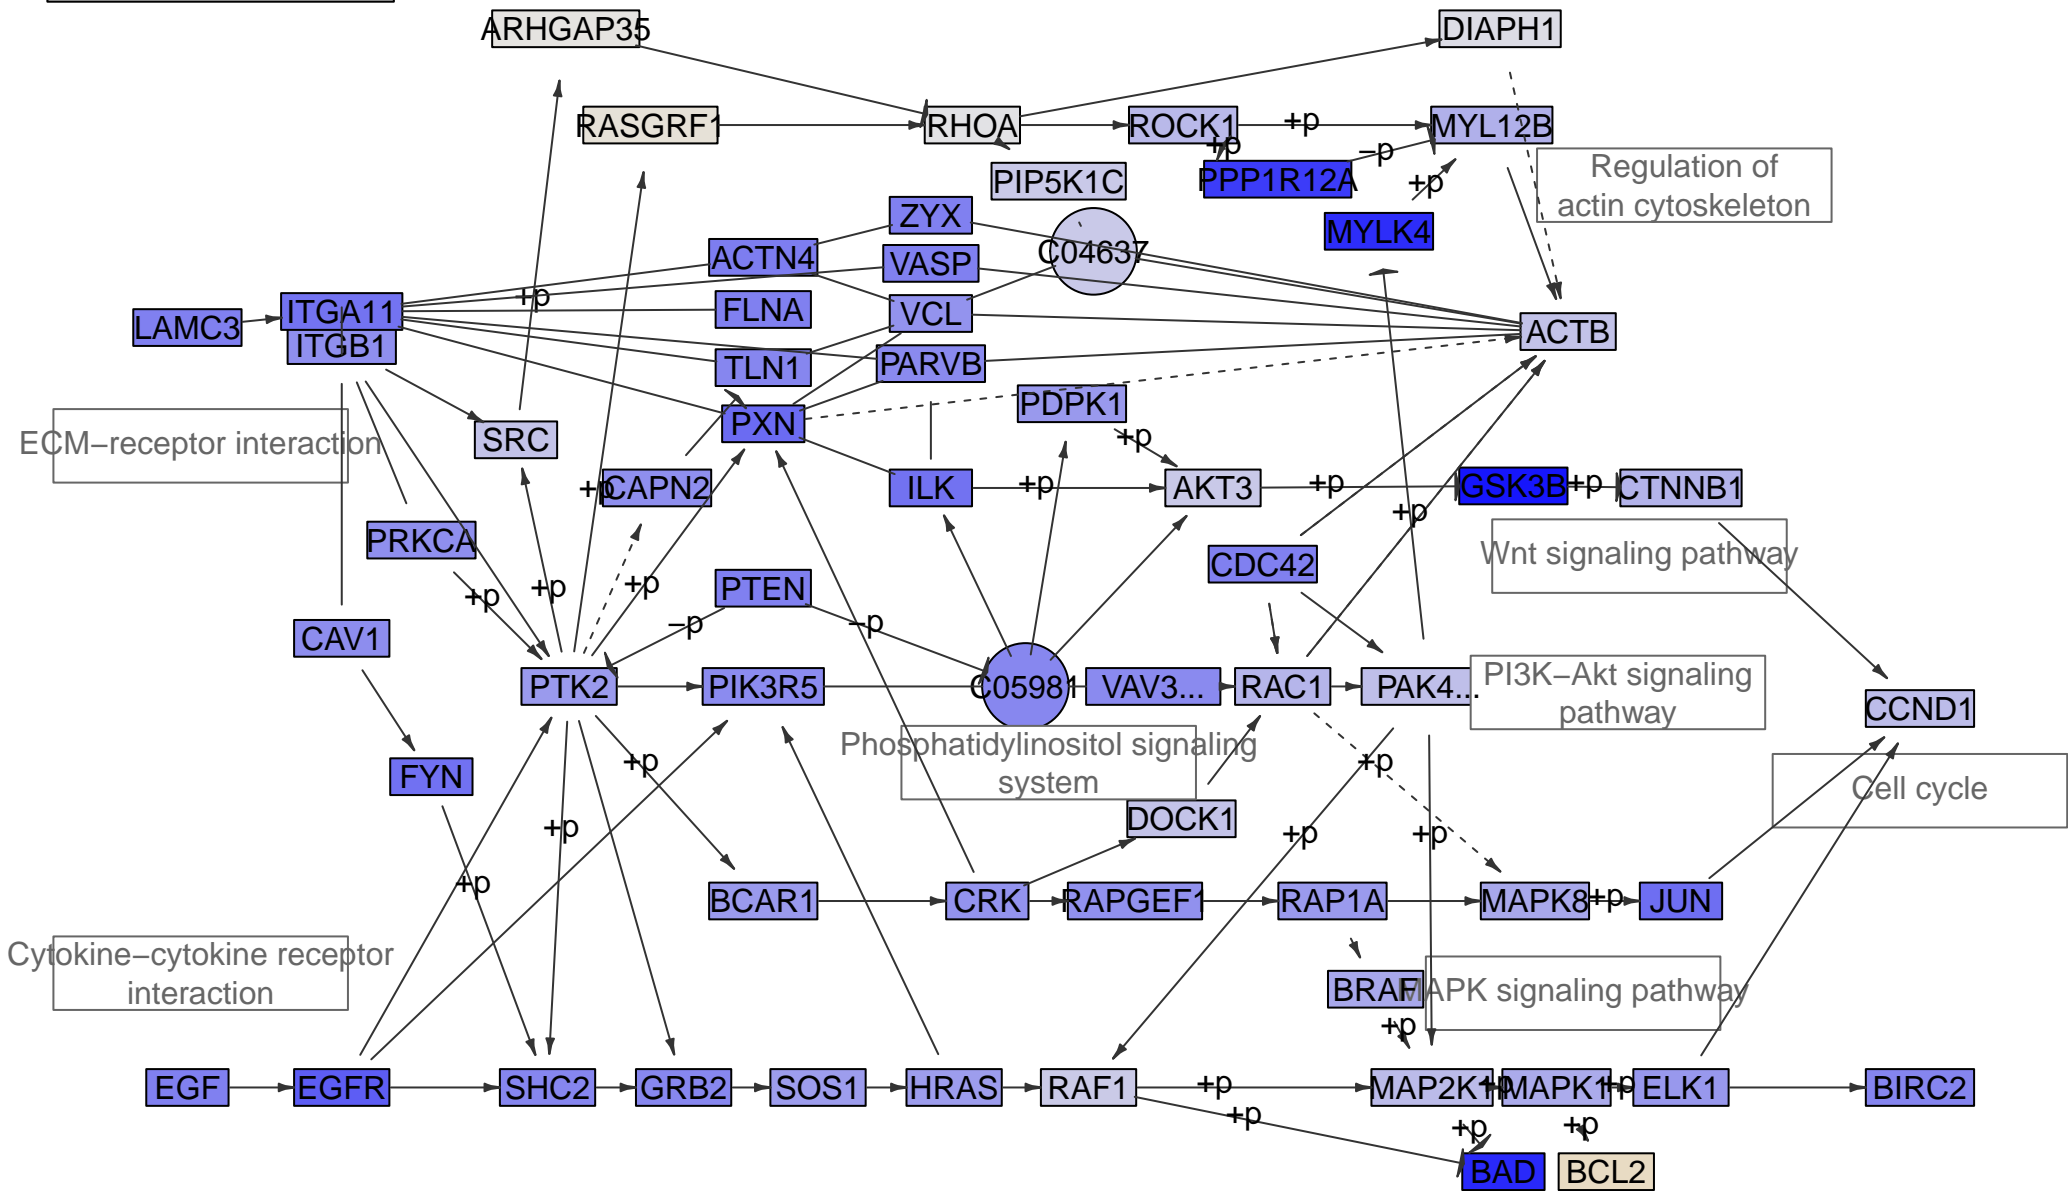 ARHGAP35
DIAPH1
RASGRF1
RHOA
ROCK1
+p
MYL12B
+p
−p
Regulation of
actin cytoskeleton
PIP5K1C
PPP1R12A
+p
ZYX
MYLK4
ACTN4
VASP
C04637
+p
ITGA11
FLNA
VCL
LAMC3
ACTB
ITGB1
TLN1
PARVB
PDPK1
PXN
+p
ECM−receptor interaction
SRC
+p
CAPN2
ILK
+p
AKT3
+p
GSK3B
+p
CTNNB1
+p
PRKCA
Wnt signaling pathway
CDC42
+p
+p
+p
PTEN
−p
−p
CAV1
PTK2
PIK3R5
C05981
VAV3...
RAC1
PAK4...
PI3K−Akt signaling
pathway
CCND1
Phosphatidylinositol signaling
system
+p
+p
FYN
Cell cycle
DOCK1
+p
+p
+p
+p
BCAR1
CRK
RAPGEF1
RAP1A
MAPK8
+p
JUN
Cytokine−cytokine receptor
interaction
BRAF
MAPK signaling pathway
+p
EGF
EGFR
SHC2
GRB2
SOS1
HRAS
RAF1
+p
MAP2K1
+p
MAPK1
+p
ELK1
BIRC2
+p
+p
+p
BAD
BCL2